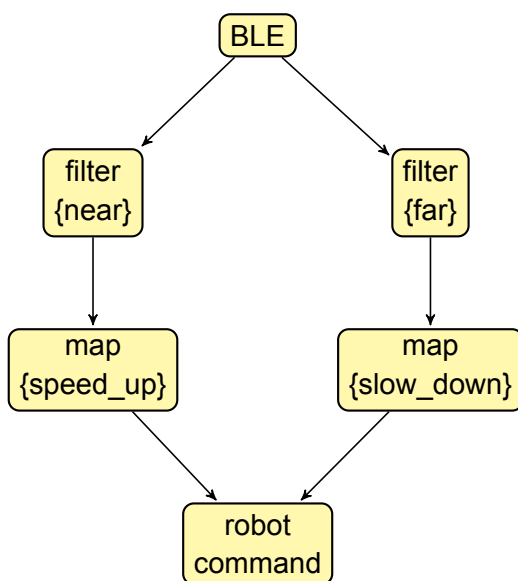 BLE
filter
{near}
filter
{far}
map
{speed_up}
map
{slow_down}
robot
command